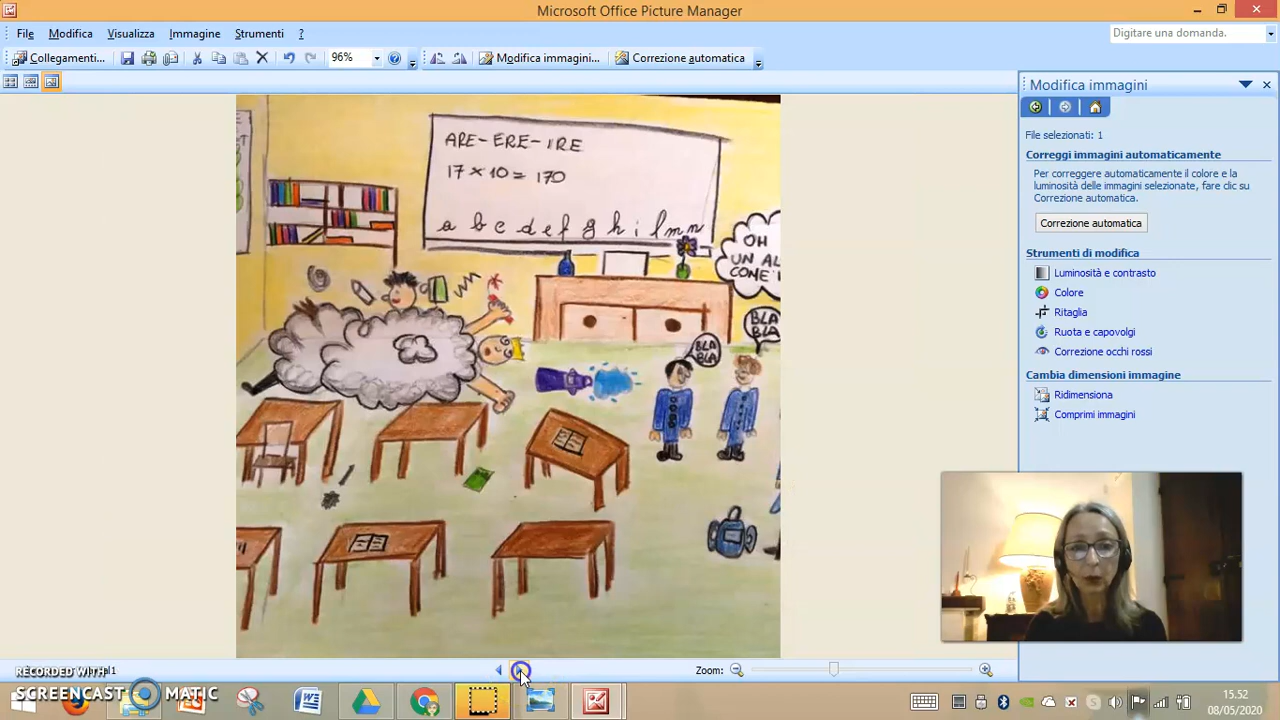 Microsoft Office Picture Manager
File Modifica Visualizza Immagine Strumenti ?
Digitare una domanda.
Collegamenti... 96% Modifica immagini... Correzione automatica
Modifica immagini
File selezionati: 1
Correggi immagini automaticamente
Per correggere automaticamente il colore e la
luminosità delle immagini selezionate, fare clic su
Correzione automatica.
Correzione automatica
Strumenti di modifica
Luminosità e contrasto
Colore
Ritaglia
Ruota e capovolgi
Correzione occhi rossi
Cambia dimensioni immagine
Ridimensiona
Comprimi immagini
ARE-ERE-IRE
17 × 10 = 170
a b c d e f g h i l m n
OH
UN AL
CONE'
BLA
BLA
BLA
BLA
Zoom:
RECORDED WITH
SCREENCAST MATIC
15.52
08/05/2020